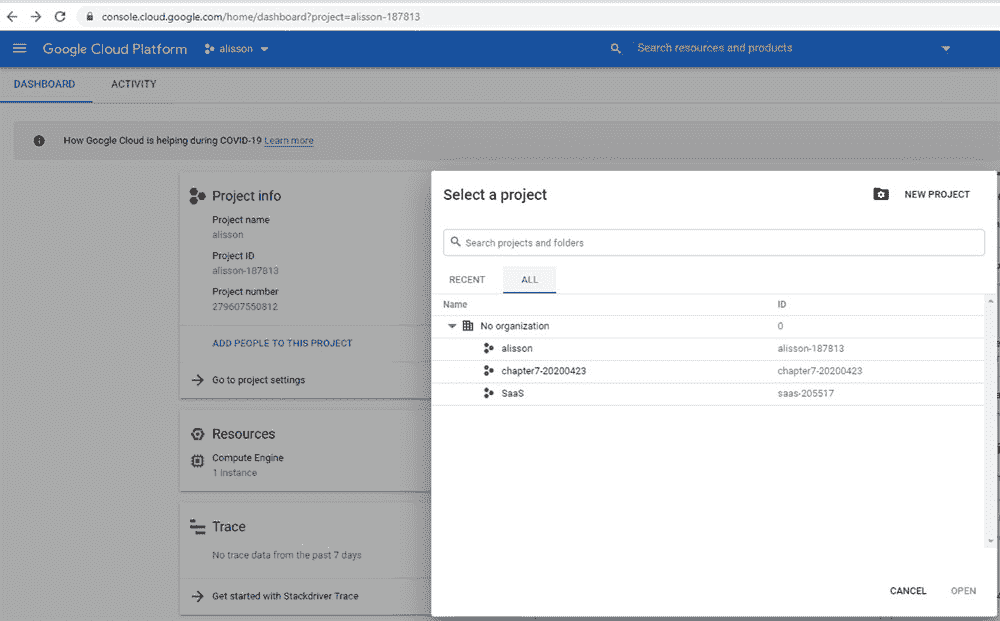 console.cloud.google.com/home/dashboard?project=alisson-187813
Google Cloud Platform
alisson
Search resources and products
DASHBOARD
ACTIVITY
How Google Cloud is helping during COVID-19 Learn more
Project info
Project name
alisson
Project ID
alisson-187813
Project number
279607550812
ADD PEOPLE TO THIS PROJECT
Go to project settings
Resources
Compute Engine
1 instance
Trace
No trace data from the past 7 days
Get started with Stackdriver Trace
Select a project
NEW PROJECT
Search projects and folders
RECENT
ALL
Name ID
No organization 0
alisson alisson-187813
chapter7-20200423 chapter7-20200423
SaaS saas-205517
CANCEL
OPEN